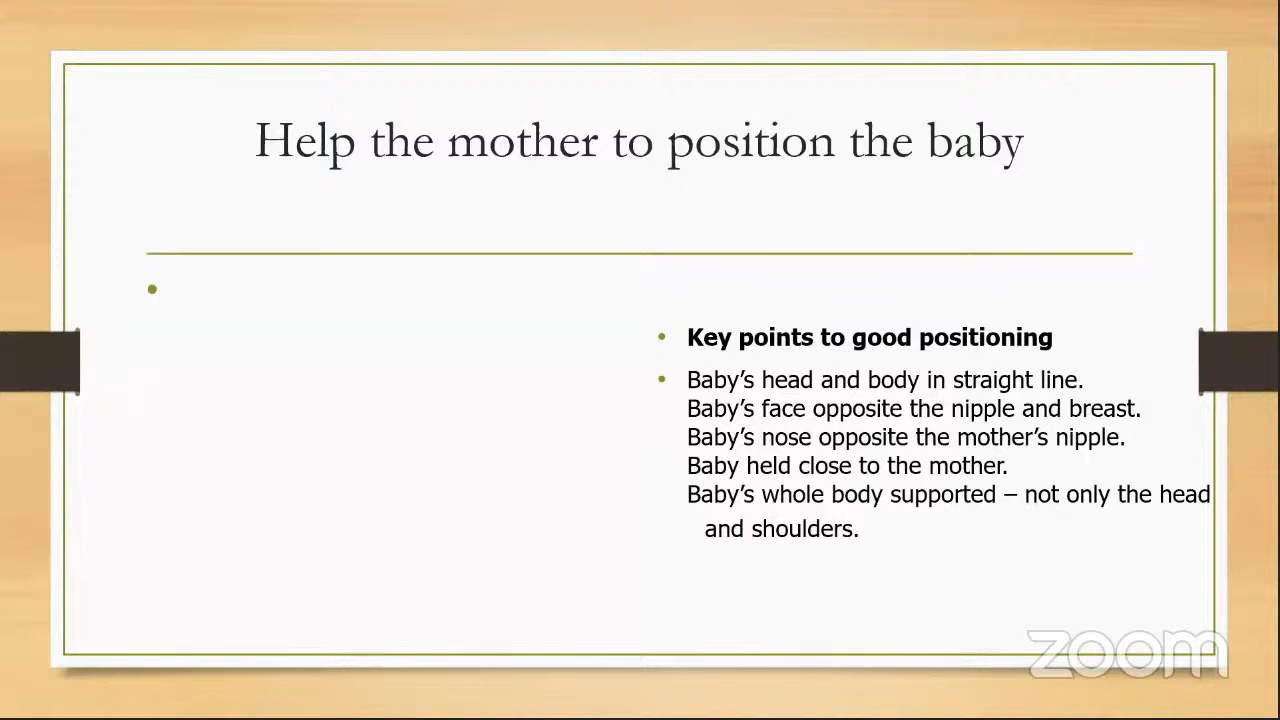 Help the mother to position the baby
•
• Key points to good positioning
• Baby’s head and body in straight line.
Baby’s face opposite the nipple and breast.
Baby’s nose opposite the mother’s nipple.
Baby held close to the mother.
Baby’s whole body supported – not only the head
and shoulders.
zoom